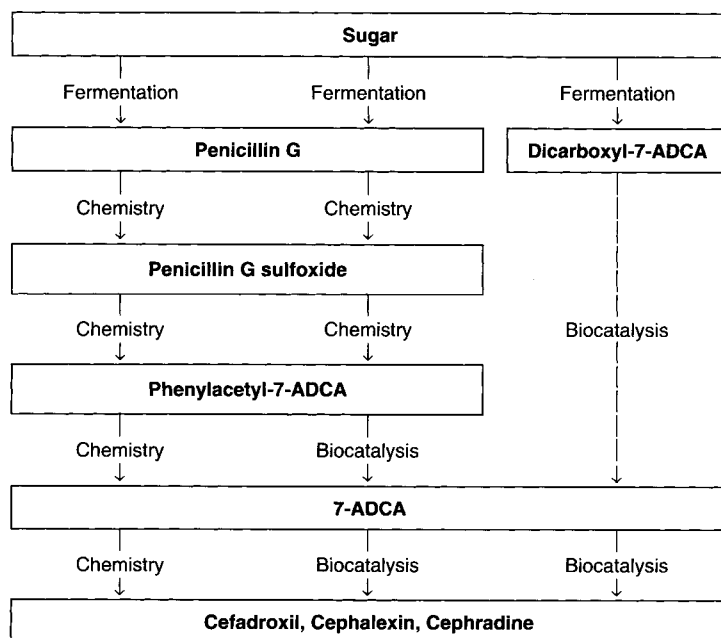 Sugar
Fermentation Fermentation Fermentation
Penicillin G Dicarboxyl-7-ADCA
Chemistry Chemistry
Penicillin G sulfoxide
Chemistry Chemistry Biocatalysis
Phenylacetyl-7-ADCA
Chemistry Biocatalysis
7-ADCA
Chemistry Biocatalysis Biocatalysis
Cefadroxil, Cephalexin, Cephradine